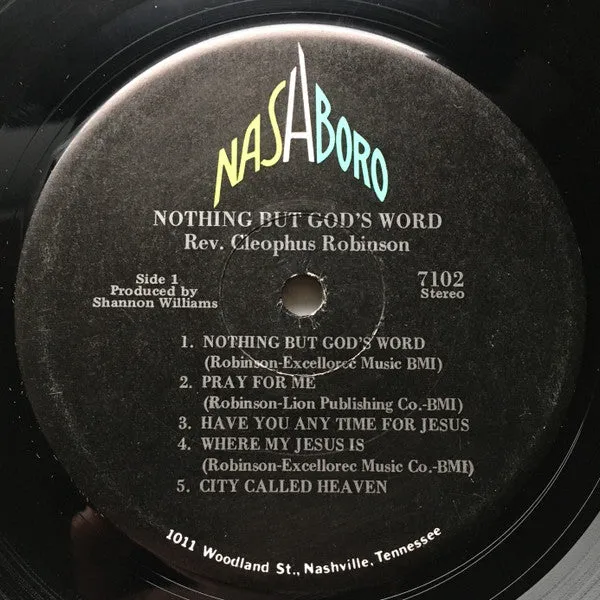 NASHBORO
NOTHING BUT GOD'S WORD
Rev. Cleophus Robinson
Side 1
Produced by
Shannon Williams
7102
Stereo
1. NOTHING BUT GOD'S WORD
(Robinson-Excellorec Music BMI)
2. PRAY FOR ME
(Robinson-Lion Publishing Co.-BMI)
3. HAVE YOU ANY TIME FOR JESUS
4. WHERE MY JESUS IS
(Robinson-Excellorec Music Co.-BMI)
5. CITY CALLED HEAVEN
1011 Woodland St., Nashville, Tennessee